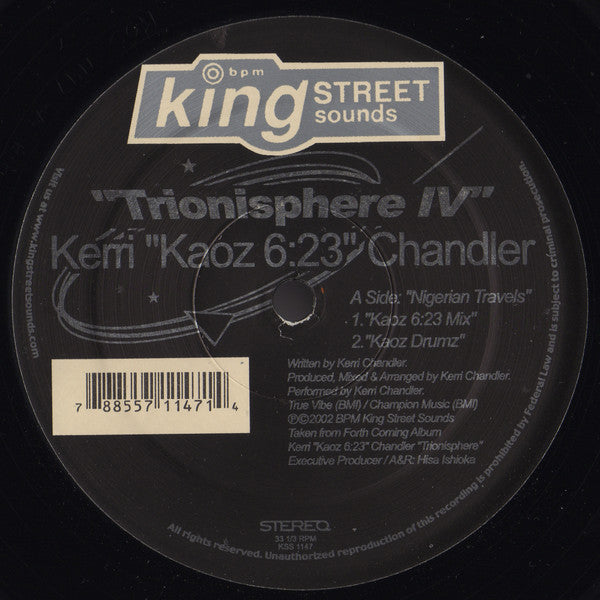 bpm
king STREET
sounds
"Trionisphere IV"
Kerri "Kaoz 6:23" Chandler
A Side: "Nigerian Travels"
1."Kaoz 6:23 Mix"
2."Kaoz Drumz"
Written by Kerri Chandler.
Produced, Mixed & Arranged by Kerri Chandler.
Performed by Kerri Chandler.
True Vibe (BMI) / Champion Music (BMI)
℗©2002 BPM King Street Sounds
Taken from Forth Coming Album
Kerri "Kaoz 6:23" Chandler "Trionisphere"
Executive Producer / A&R: Hisa Ishioka
7 88557 11471 4
STEREO
33 1/3 RPM
KSS 1147
Visit us at www.kingstreetsounds.com
All rights reserved. Unauthorized reproduction of this recording is prohibited by Federal Law and is subject to criminal prosecution.